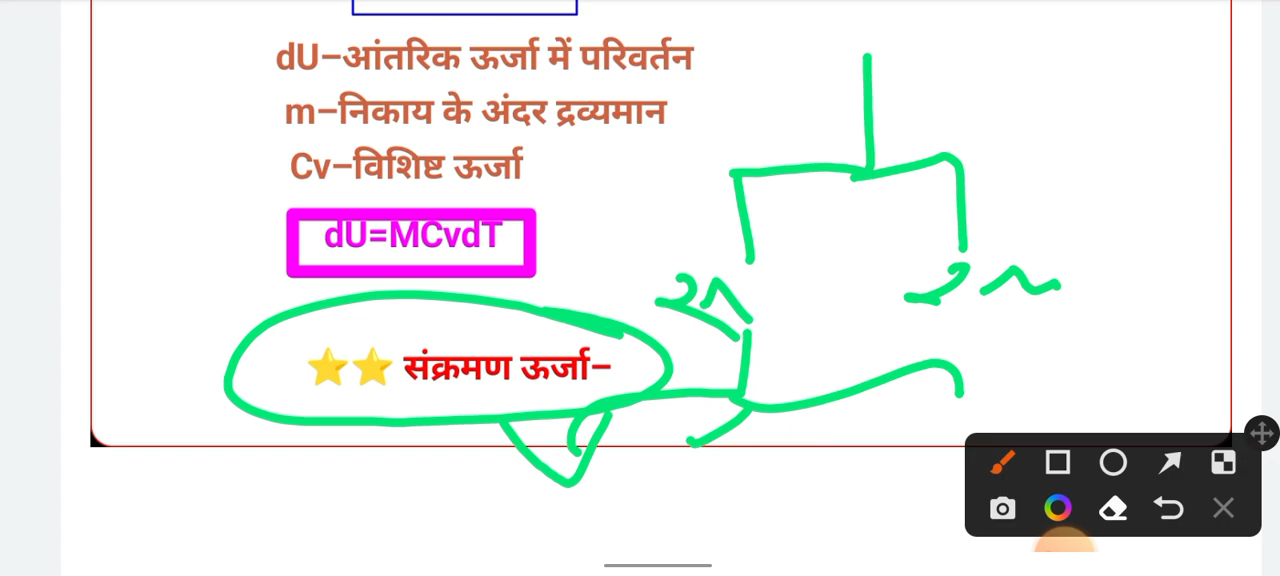 dU–आंतरिक ऊर्जा में परिवर्तन
m–निकाय के अंदर द्रव्यमान
Cv–विशिष्ट ऊर्जा
dU=MCvdT
⭐⭐ संक्रमण ऊर्जा–